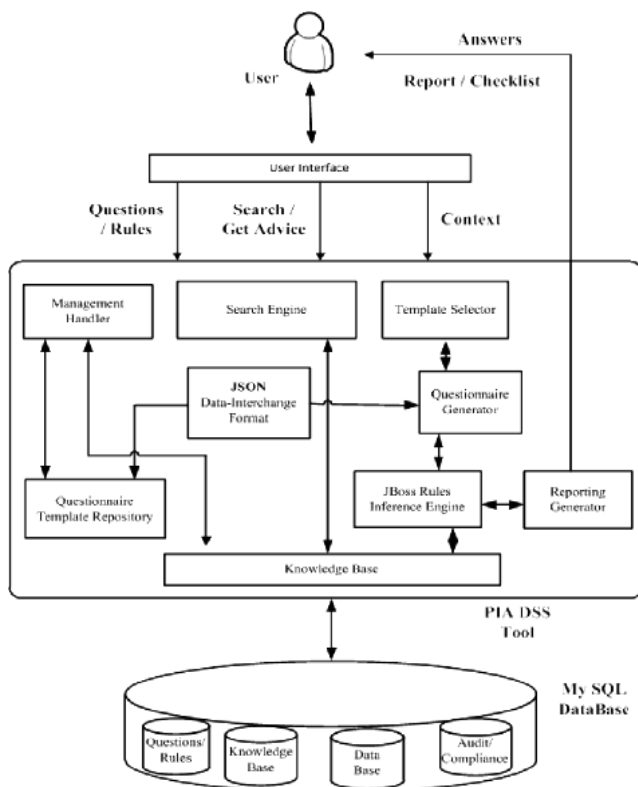 Answers
User
Report / Checklist
User Interface
Questions
/ Rules
Search /
Get Advice
Context
Management
Handler
Search Engine
Template Selector
JSON
Data-Interchange
Format
Questionnaire
Generator
Questionnaire
Template Repository
JBoss Rules
Inference Engine
Reporting
Generator
Knowledge Base
PIA DSS
Tool
My SQL
DataBase
Questions/
Rules
Knowledge
Base
Data
Base
Audit/
Compliance